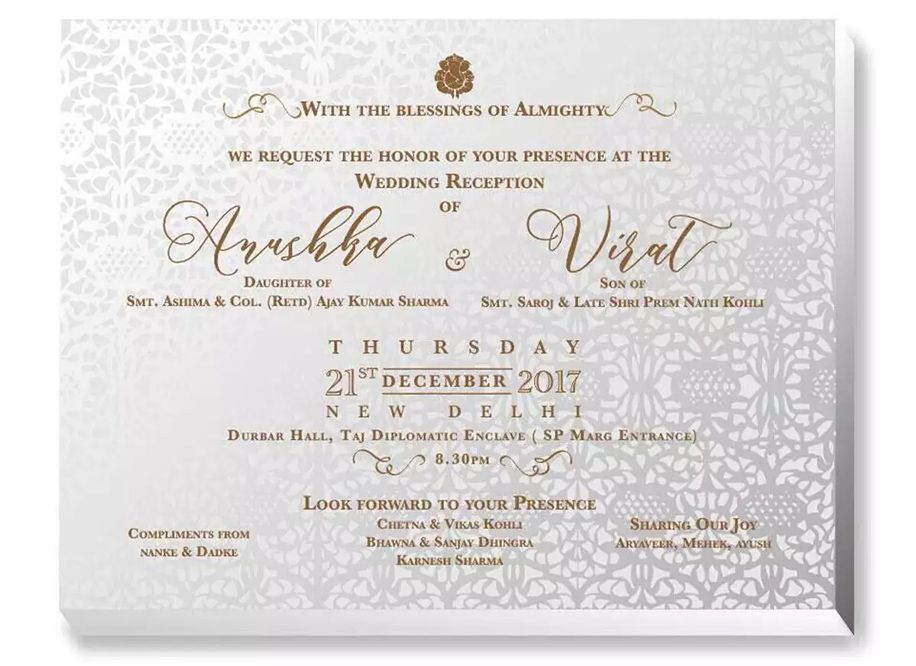 With the blessings of Almighty
we request the honor of your presence at the
Wedding Reception
of
Anushka & Virat
Daughter of
Smt. Ashima & Col. (Retd) Ajay Kumar Sharma
Son of
Smt. Saroj & Late Shri Prem Nath Kohli
THURSDAY
21ST DECEMBER 2017
NEW DELHI
Durbar Hall, Taj Diplomatic Enclave ( SP Marg Entrance)
8.30pm
Look forward to your Presence
Chetna & Vikas Kohli
Bhawna & Sanjay Dhingra
Karnesh Sharma
Compliments from
nanke & Dadke
Sharing Our Joy
Aryaveer, Mehek, ayush